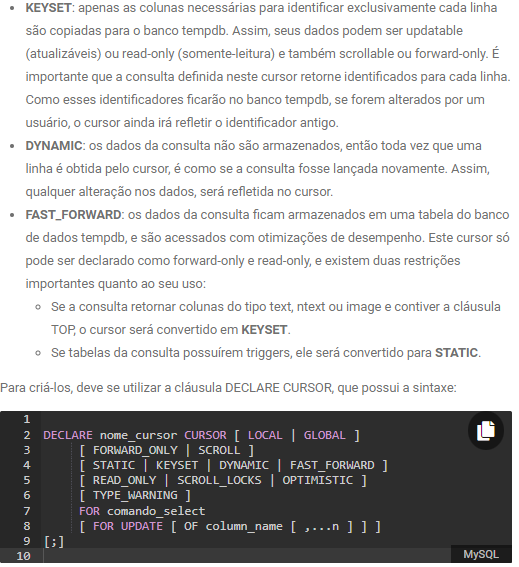 KEYSET: apenas as colunas necessárias para identificar exclusivamente cada linha
são copiadas para o banco tempdb. Assim, seus dados podem ser updatable
(atualizáveis) ou read-only (somente-leitura) e também scrollable ou forward-only. É
importante que a consulta definida neste cursor retorne identificados para cada linha.
Como esses identificadores ficarão no banco tempdb, se forem alterados por um
usuário, o cursor ainda irá refletir o identificador antigo.
DYNAMIC: os dados da consulta não são armazenados, então toda vez que uma
linha é obtida pelo cursor, é como se a consulta fosse lançada novamente. Assim,
qualquer alteração nos dados, será refletida no cursor.
FAST_FORWARD: os dados da consulta ficam armazenados em uma tabela do banco
de dados tempdb, e são acessados com otimizações de desempenho. Este cursor só
pode ser declarado como forward-only e read-only, e existem duas restrições
importantes quanto ao seu uso:
Se a consulta retornar colunas do tipo text, ntext ou image e contiver a cláusula
TOP, o cursor será convertido em KEYSET.
Se tabelas da consulta possuírem triggers, ele será convertido para STATIC.
Para criá-los, deve se utilizar a cláusula DECLARE CURSOR, que possui a sintaxe:
1
2 DECLARE nome_cursor CURSOR [ LOCAL | GLOBAL ]
3 [ FORWARD_ONLY | SCROLL ]
4 [ STATIC | KEYSET | DYNAMIC | FAST_FORWARD ]
5 [ READ_ONLY | SCROLL_LOCKS | OPTIMISTIC ]
6 [ TYPE_WARNING ]
7 FOR comando_select
8 [ FOR UPDATE [ OF column_name [ ,...n ] ] ]
9 [;]
10
MySQL